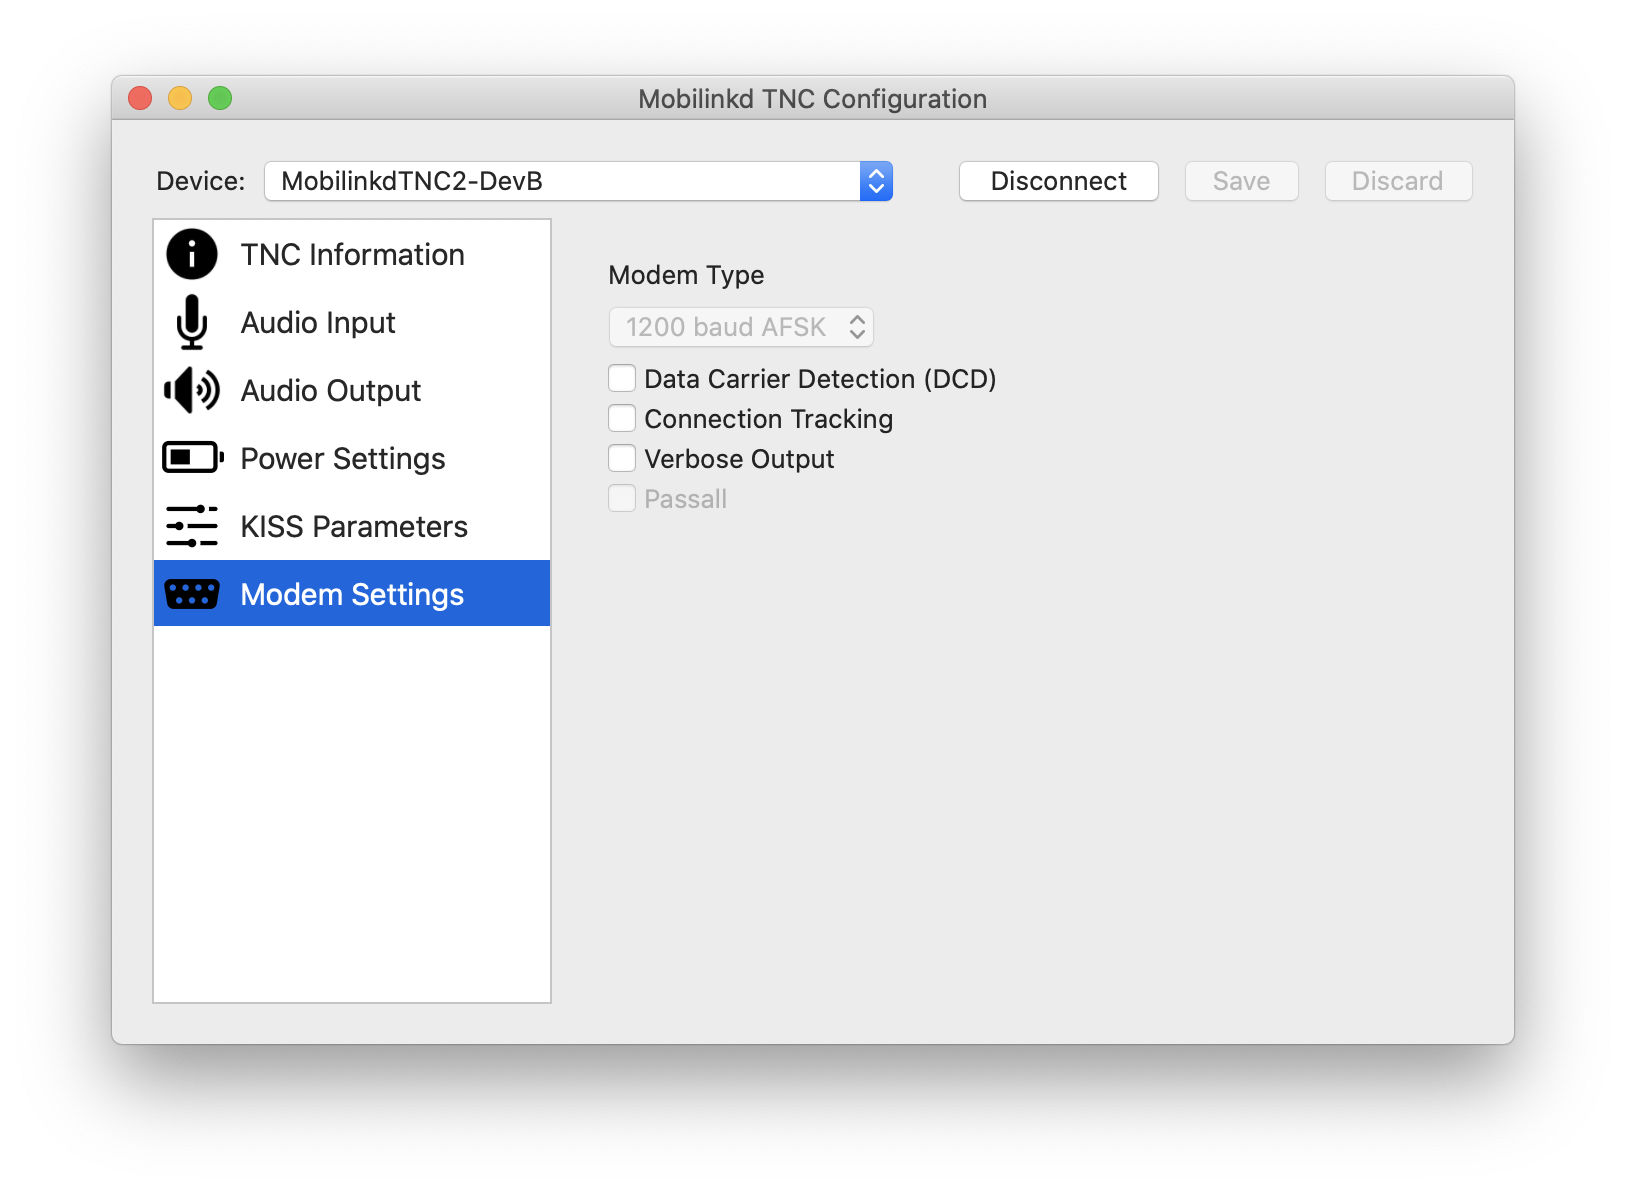 Mobilinkd TNC Configuration
Device: MobilinkdTNC2-DevB Disconnect Save Discard
TNC Information
Audio Input
Audio Output
Power Settings
KISS Parameters
Modem Settings
Modem Type
1200 baud AFSK
Data Carrier Detection (DCD)
Connection Tracking
Verbose Output
Passall